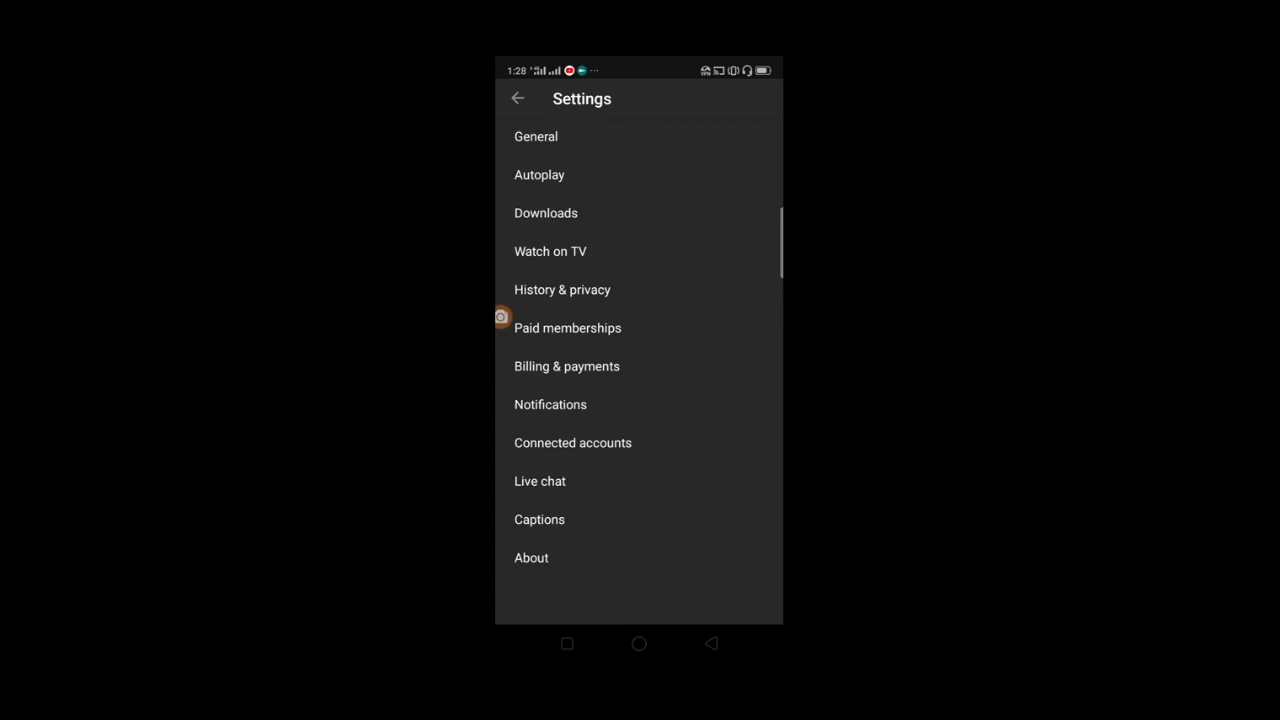 1:28
Settings
General
Autoplay
Downloads
Watch on TV
History & privacy
Paid memberships
Billing & payments
Notifications
Connected accounts
Live chat
Captions
About